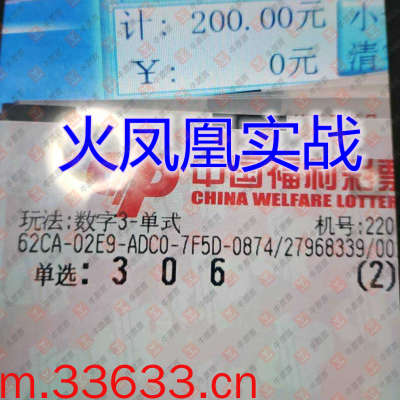 计: 200.00元
小
¥: 0元
清
火凤凰实战
中国福利彩票
CHINA WELFARE LOTTER
玩法:数字3-单式 机号:220
62CA-02E9-ADC0-7F5D-0874/27968339/00
单选: 3 0 6 (2)
m.33633.cn